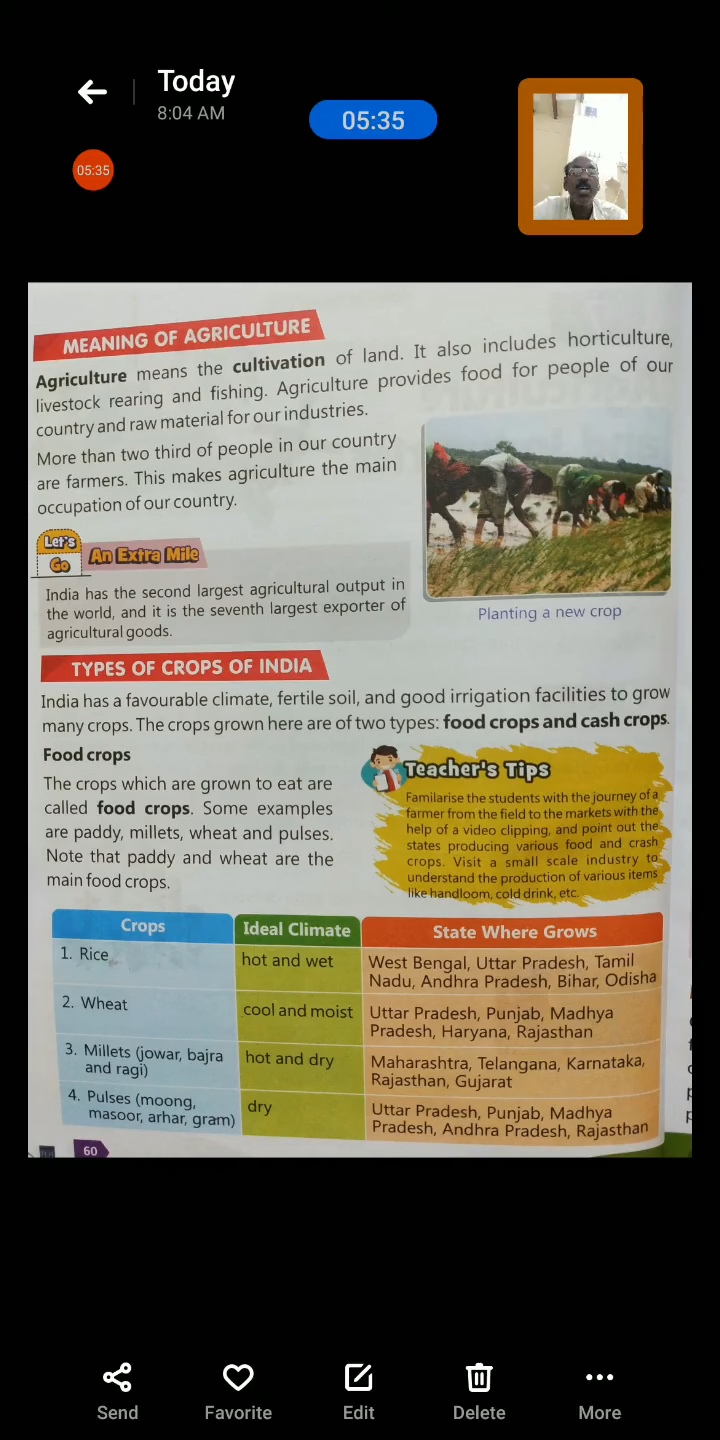 Today
8:04 AM
05:35
05:35
MEANING OF AGRICULTURE
Agriculture means the cultivation of land. It also includes horticulture,
livestock rearing and fishing. Agriculture provides food for people of our
country and raw material for our industries.
More than two third of people in our country
are farmers. This makes agriculture the main
occupation of our country.
Let's
Go
An Extra Mile
India has the second largest agricultural output in
the world, and it is the seventh largest exporter of
agricultural goods.
Planting a new crop
TYPES OF CROPS OF INDIA
India has a favourable climate, fertile soil, and good irrigation facilities to grow
many crops. The crops grown here are of two types: food crops and cash crops.
Food crops
The crops which are grown to eat are
called food crops. Some examples
are paddy, millets, wheat and pulses.
Note that paddy and wheat are the
main food crops.
Teacher's Tips
Familarise the students with the journey of a
farmer from the field to the markets with the
help of a video clipping, and point out the
states producing various food and crash
crops. Visit a small scale industry to
understand the production of various items
like handloom, cold drink, etc.
Crops Ideal Climate State Where Grows
1. Rice hot and wet West Bengal, Uttar Pradesh, Tamil
Nadu, Andhra Pradesh, Bihar, Odisha
2. Wheat cool and moist Uttar Pradesh, Punjab, Madhya
Pradesh, Haryana, Rajasthan
3. Millets (jowar, bajra hot and dry Maharashtra, Telangana, Karnataka,
and ragi) Rajasthan, Gujarat
4. Pulses (moong, dry Uttar Pradesh, Punjab, Madhya
masoor, arhar, gram) Pradesh, Andhra Pradesh, Rajasthan
60
Send Favorite Edit Delete More